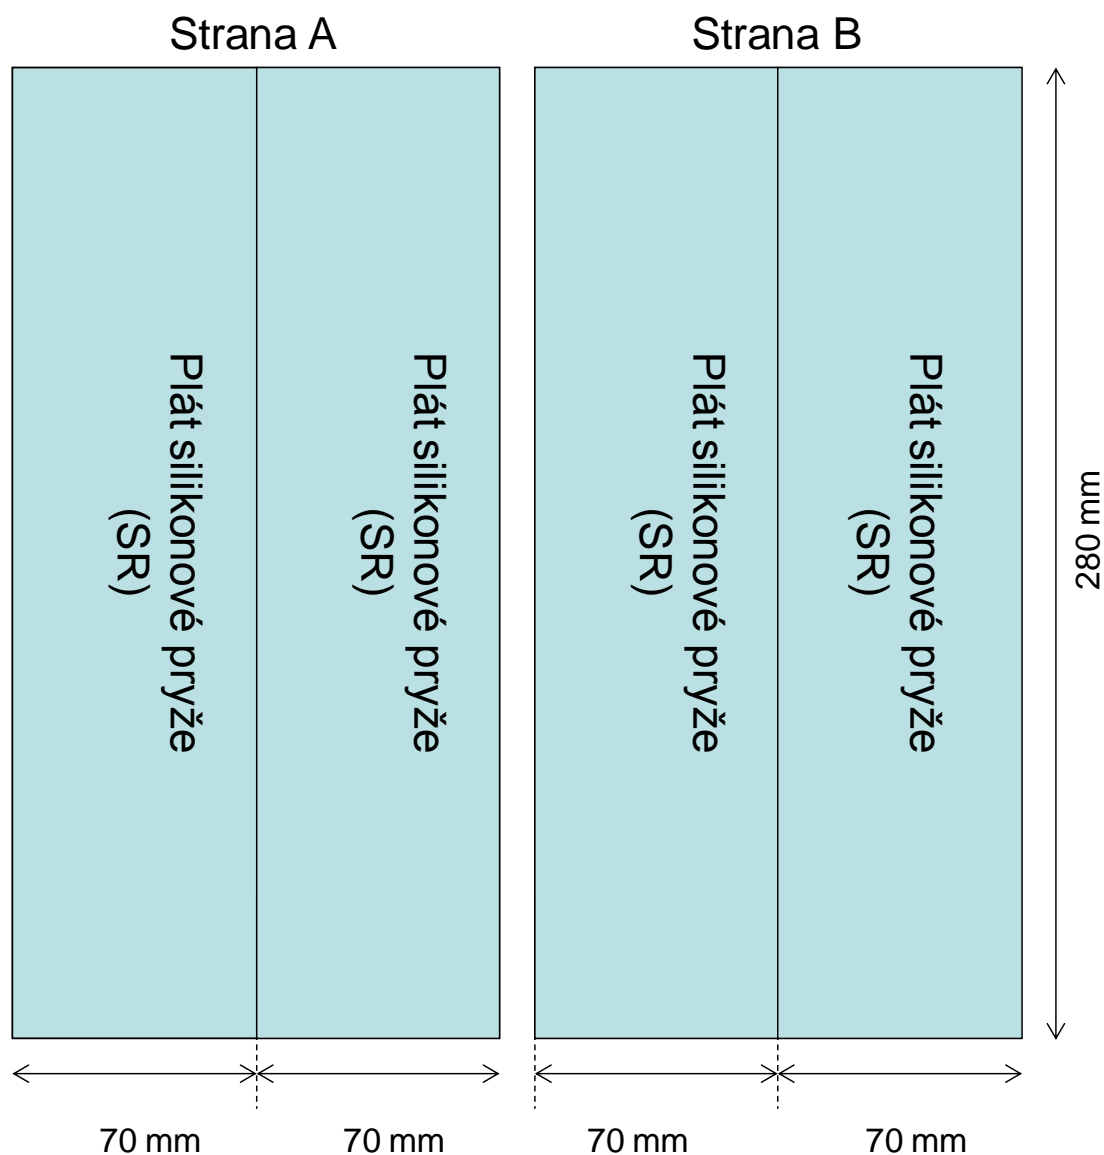 Strana A
Strana B
Plát silikonové pryže
(SR)
Plát silikonové pryže
(SR)
Plát silikonové pryže
(SR)
Plát silikonové pryže
(SR)
280 mm
70 mm
70 mm
70 mm
70 mm